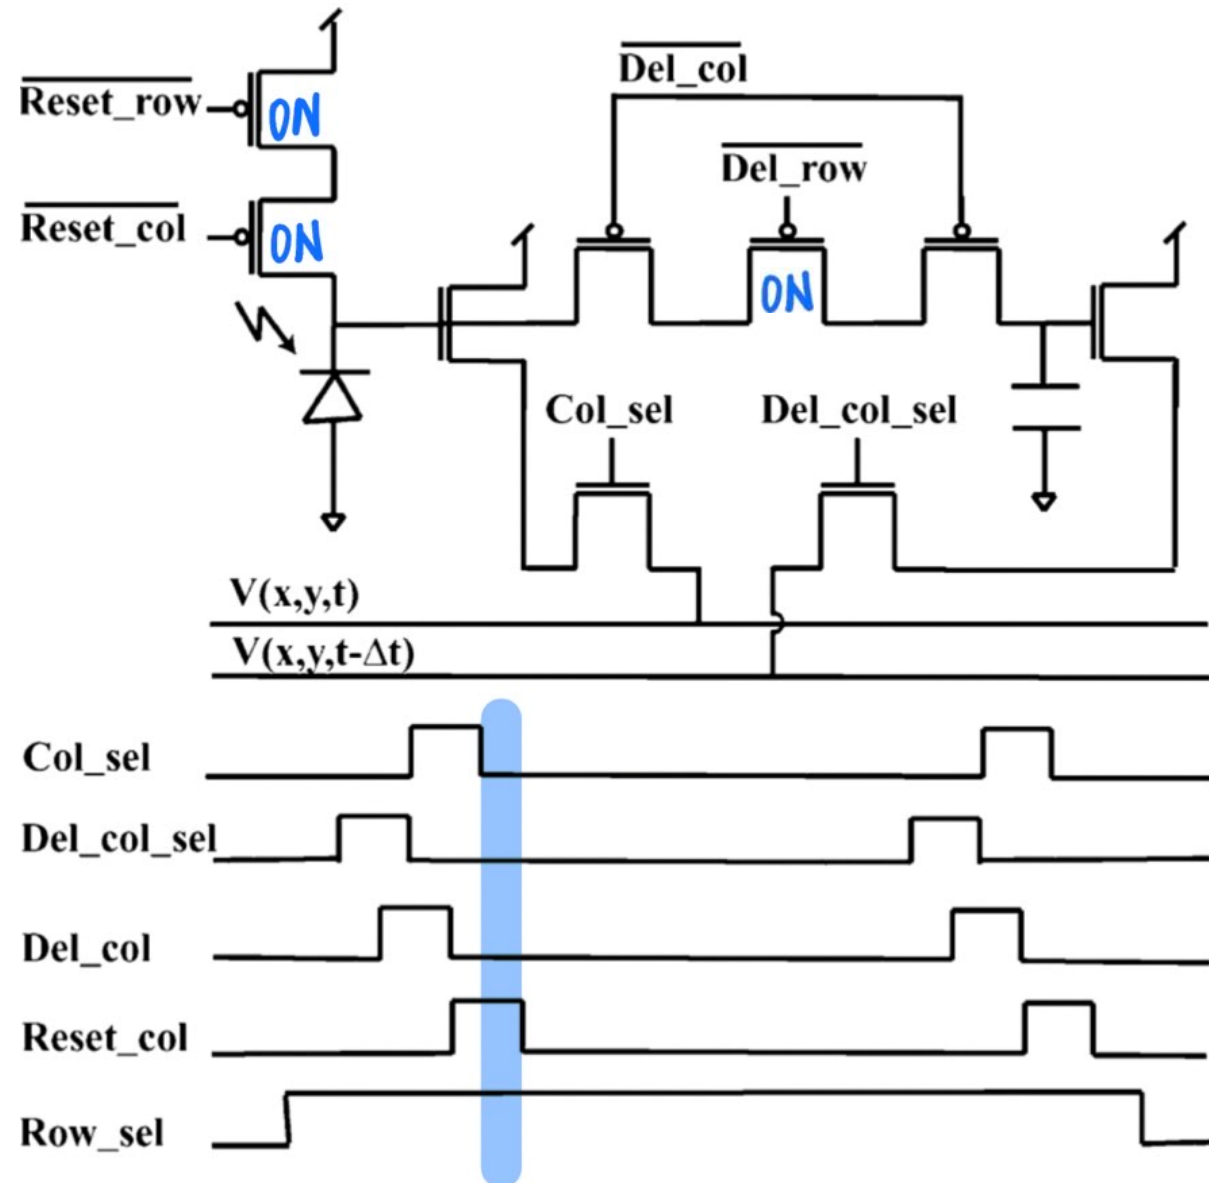 Del_col
Reset_row
ON
Del_row
Reset_col
ON
ON
Col_sel
Del_col_sel
V(x,y,t)
V(x,y,t-Δt)
Col_sel
Del_col_sel
Del_col
Reset_col
Row_sel